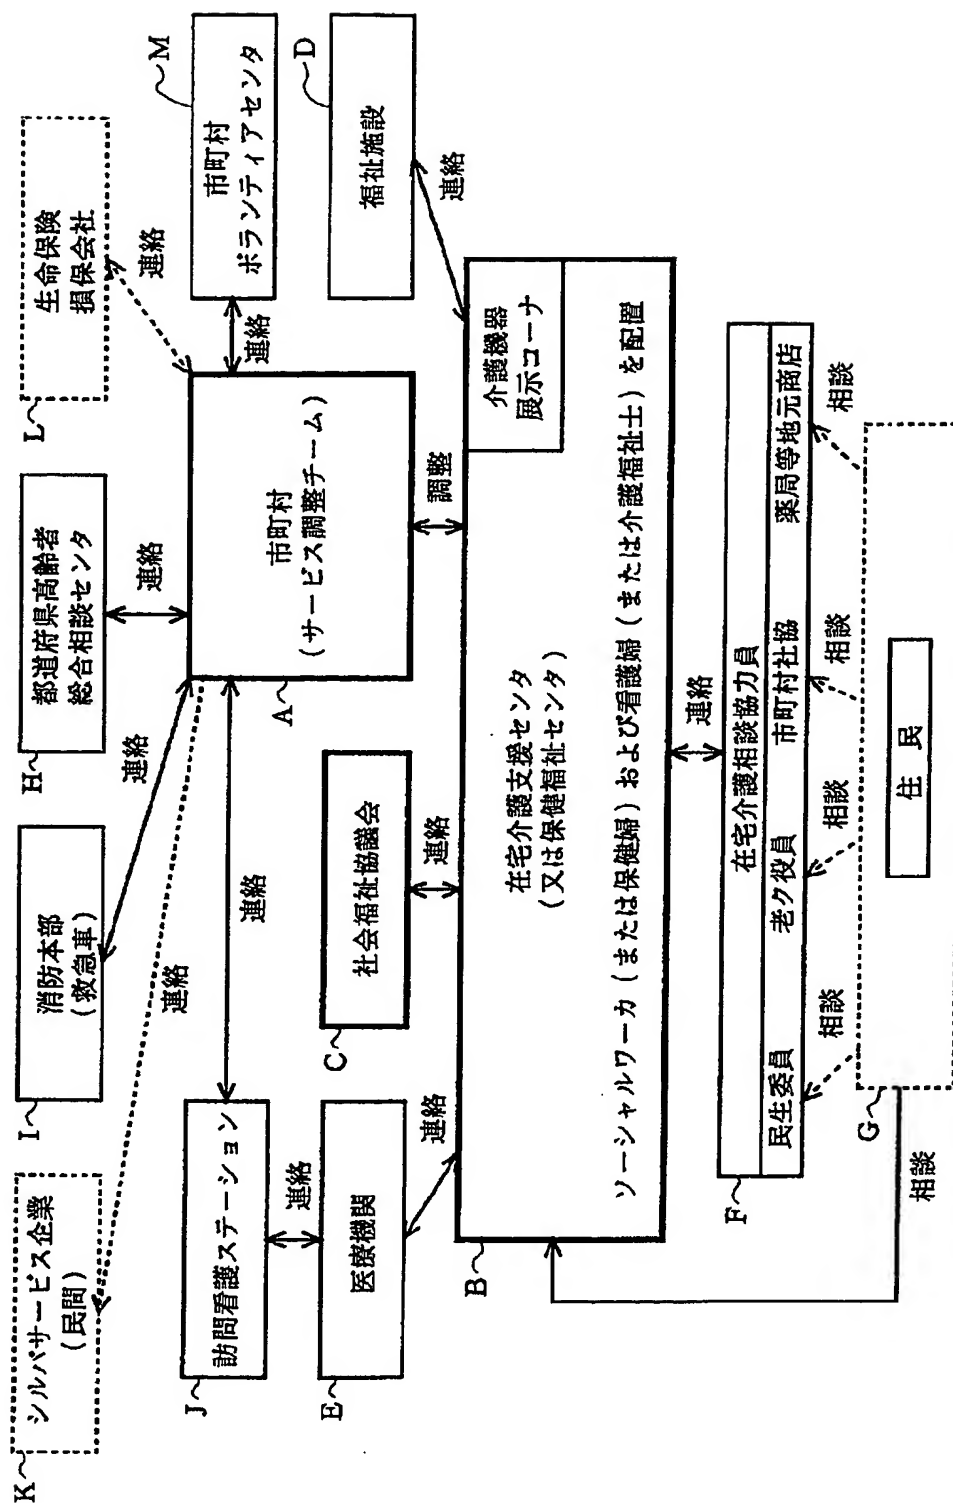 K
シルバサービス企業
(民間)
I
消防本部
(救急車)
H
都道府県高齢者
総合相談センタ
L
生命保険
損保会社
連絡
連絡
連絡
連絡
J
訪問看護ステーション
連絡
A
市町村
(サービス調整チーム)
連絡
M
市町村
ボランティアセンタ
連絡
E
医療機関
C
社会福祉協議会
D
福祉施設
連絡
連絡
調整
連絡
B
在宅介護支援センタ
(又は保健福祉センタ)
介護機器
展示コーナ
ソーシャルワーカ(または保健婦)および看護婦(または介護福祉士)を配置
連絡
F
在宅介護相談協力員
民生委員 老ク役員 市町村社協 薬局等地元商店
相談 相談 相談 相談
G
住民
相談